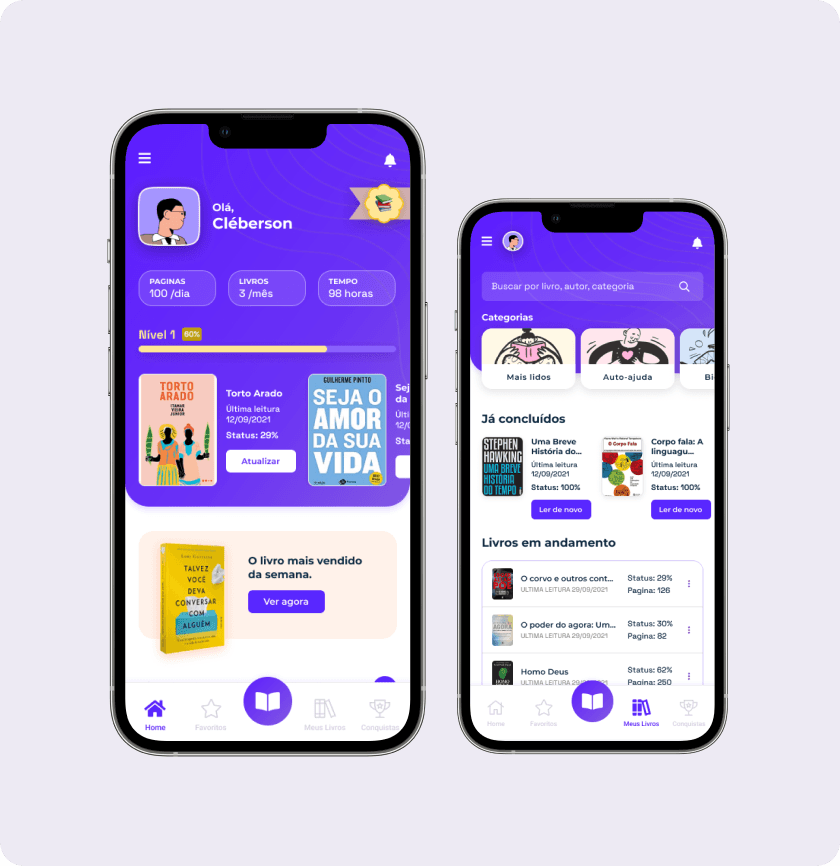 Olá,
Cléberson
PAGINAS
100 /dia
LIVROS
3 /mês
TEMPO
98 horas
Nível 1 60%
TORTO
ARADO
ITAMAR
VIEIRA
JUNIOR
Torto Arado
Última leitura
12/09/2021
Status: 29%
Atualizar
GUILHERME PINTTO
SEJA O
AMOR
DA SUA
VIDA
Sej
da
Últi
12/
Sta
TALVEZ
VOCÊ
DEVA
CONVERSAR
COM
ALGUÉM
O livro mais vendido
da semana.
Ver agora
Home
Favoritos
Meus Livros
Conquistas
Buscar por livro, autor, categoria
Categorias
Mais lidos
Auto-ajuda
Bi
Já concluídos
STEPHEN
HAWKING
UMA BREVE
HISTÓRIA
DO TEMPO
Uma Breve
História do...
Última leitura
12/09/2021
Status: 100%
Ler de novo
O Corpo Fala
Corpo fala: A
linguagu...
Última leitura
12/09/2021
Status: 100%
Ler de novo
Livros em andamento
O corvo e outros cont...
ULTIMA LEITURA 29/09/2021
Status: 29%
Pagina: 126
AGORA
O poder do agora: Um...
ULTIMA LEITURA 29/09/2021
Status: 30%
Pagina: 82
Homo Deus
ULTIMA LEITURA 29/09/2021
Status: 62%
Pagina: 250
Home
Favoritos
Meus Livros
Conquistas